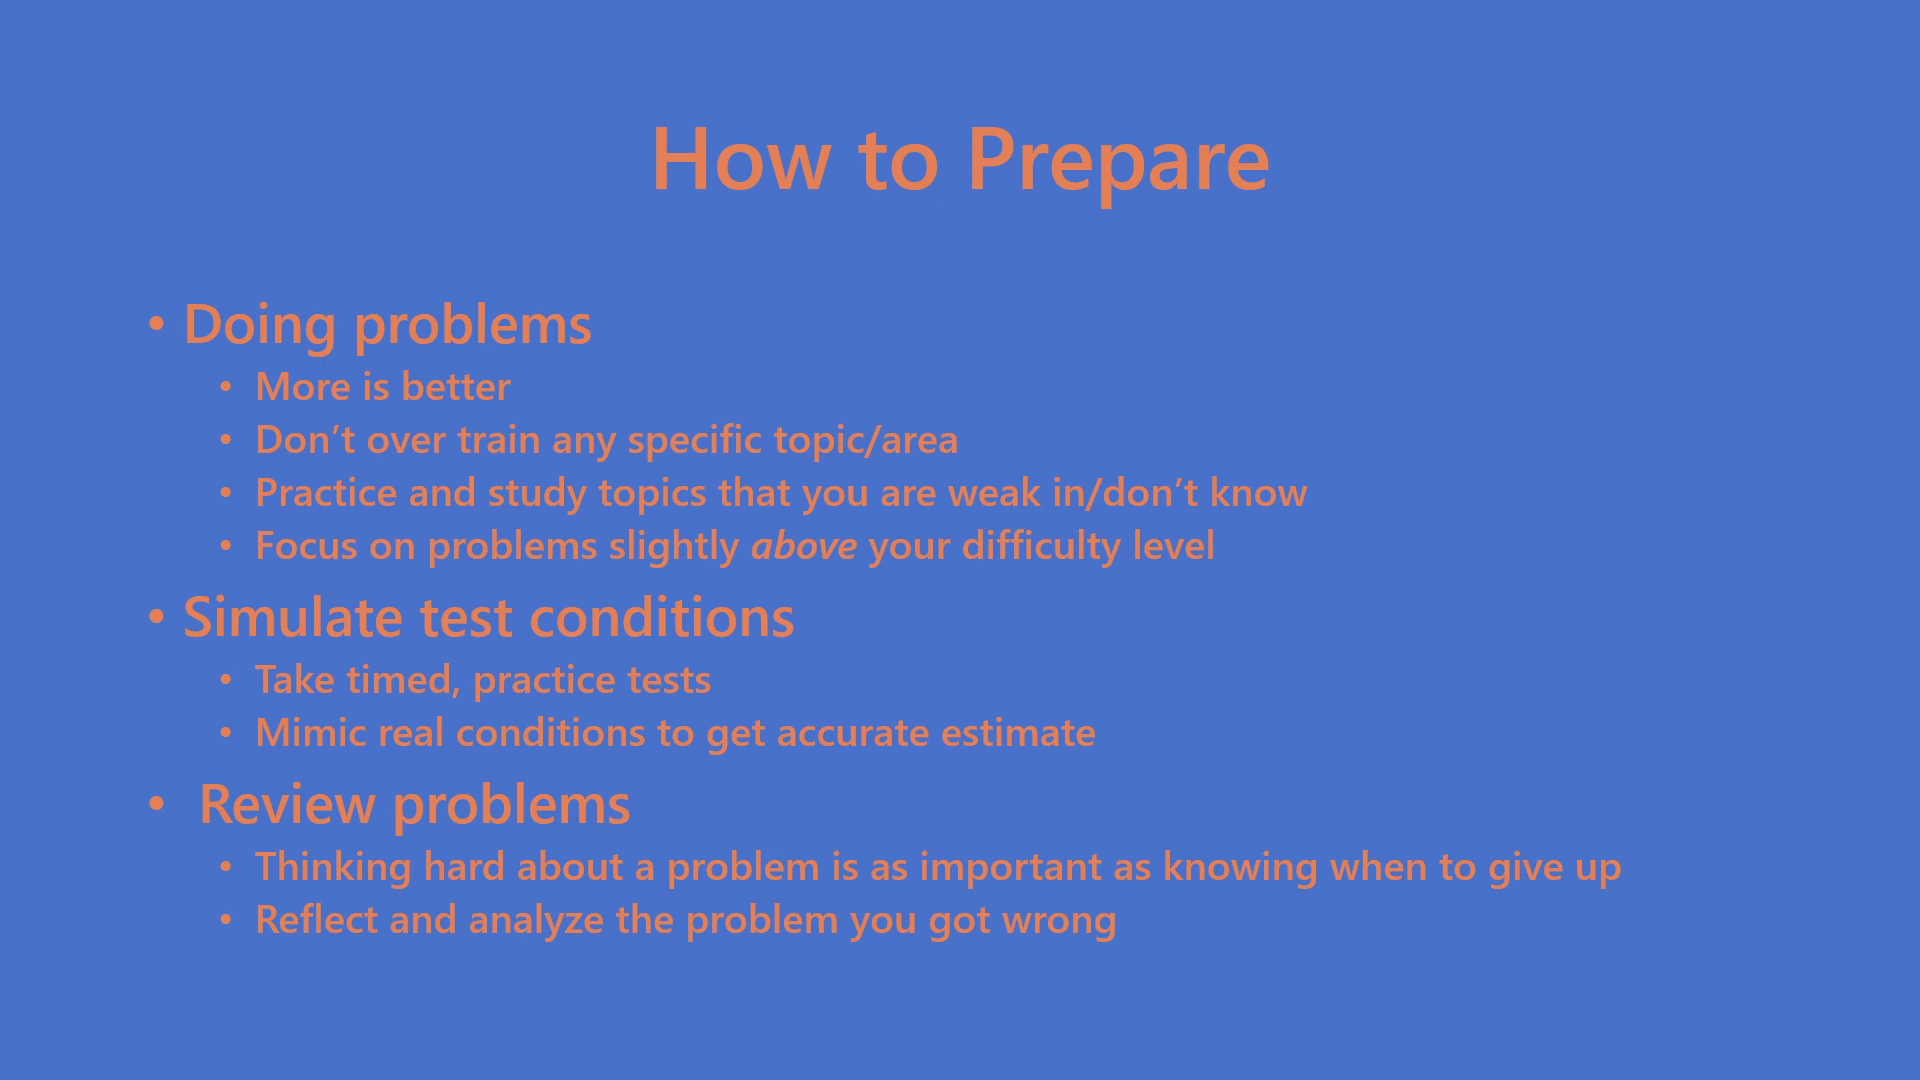 How to Prepare
• Doing problems
• More is better
• Don’t over train any specific topic/area
• Practice and study topics that you are weak in/don’t know
• Focus on problems slightly above your difficulty level
• Simulate test conditions
• Take timed, practice tests
• Mimic real conditions to get accurate estimate
• Review problems
• Thinking hard about a problem is as important as knowing when to give up
• Reflect and analyze the problem you got wrong